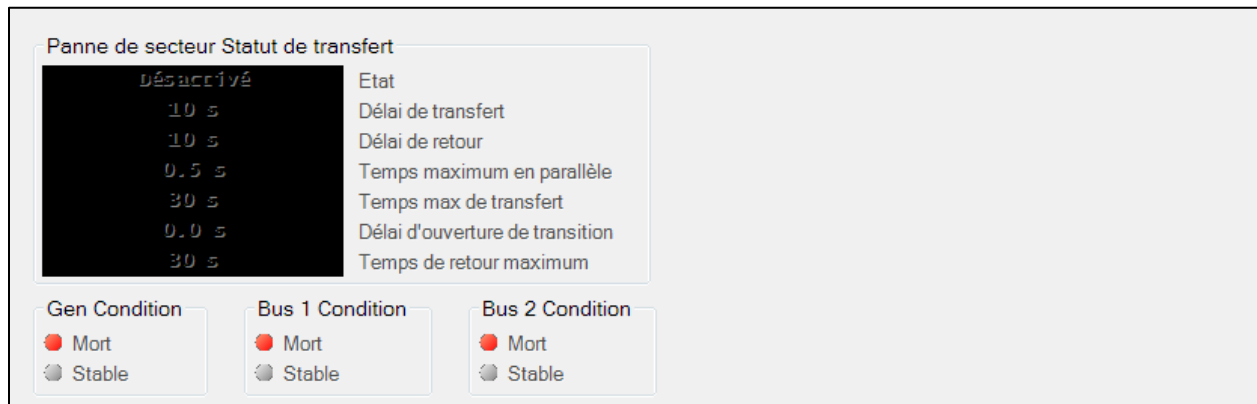 Panne de secteur Statut de transfert
Désactivé Etat
10 s Délai de transfert
10 s Délai de retour
0.5 s Temps maximum en parallèle
30 s Temps max de transfert
0.0 s Délai d'ouverture de transition
30 s Temps de retour maximum
Gen Condition Bus 1 Condition Bus 2 Condition
Mort Mort Mort
Stable Stable Stable